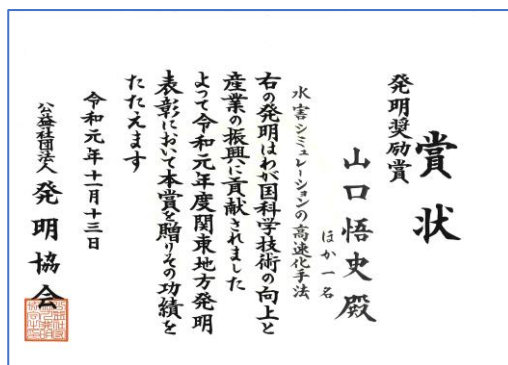 賞状
発明奨励賞
山口悟史殿
ほか一名
水害シミュレーションの高速化手法
右の発明はわが国科学技術の向上と
産業の振興に貢献されました
よって令和元年度関東地方発明
表彰において本賞を贈りその功績を
たたえます
令和元年十一月十三日
公益社団法人 発明協会